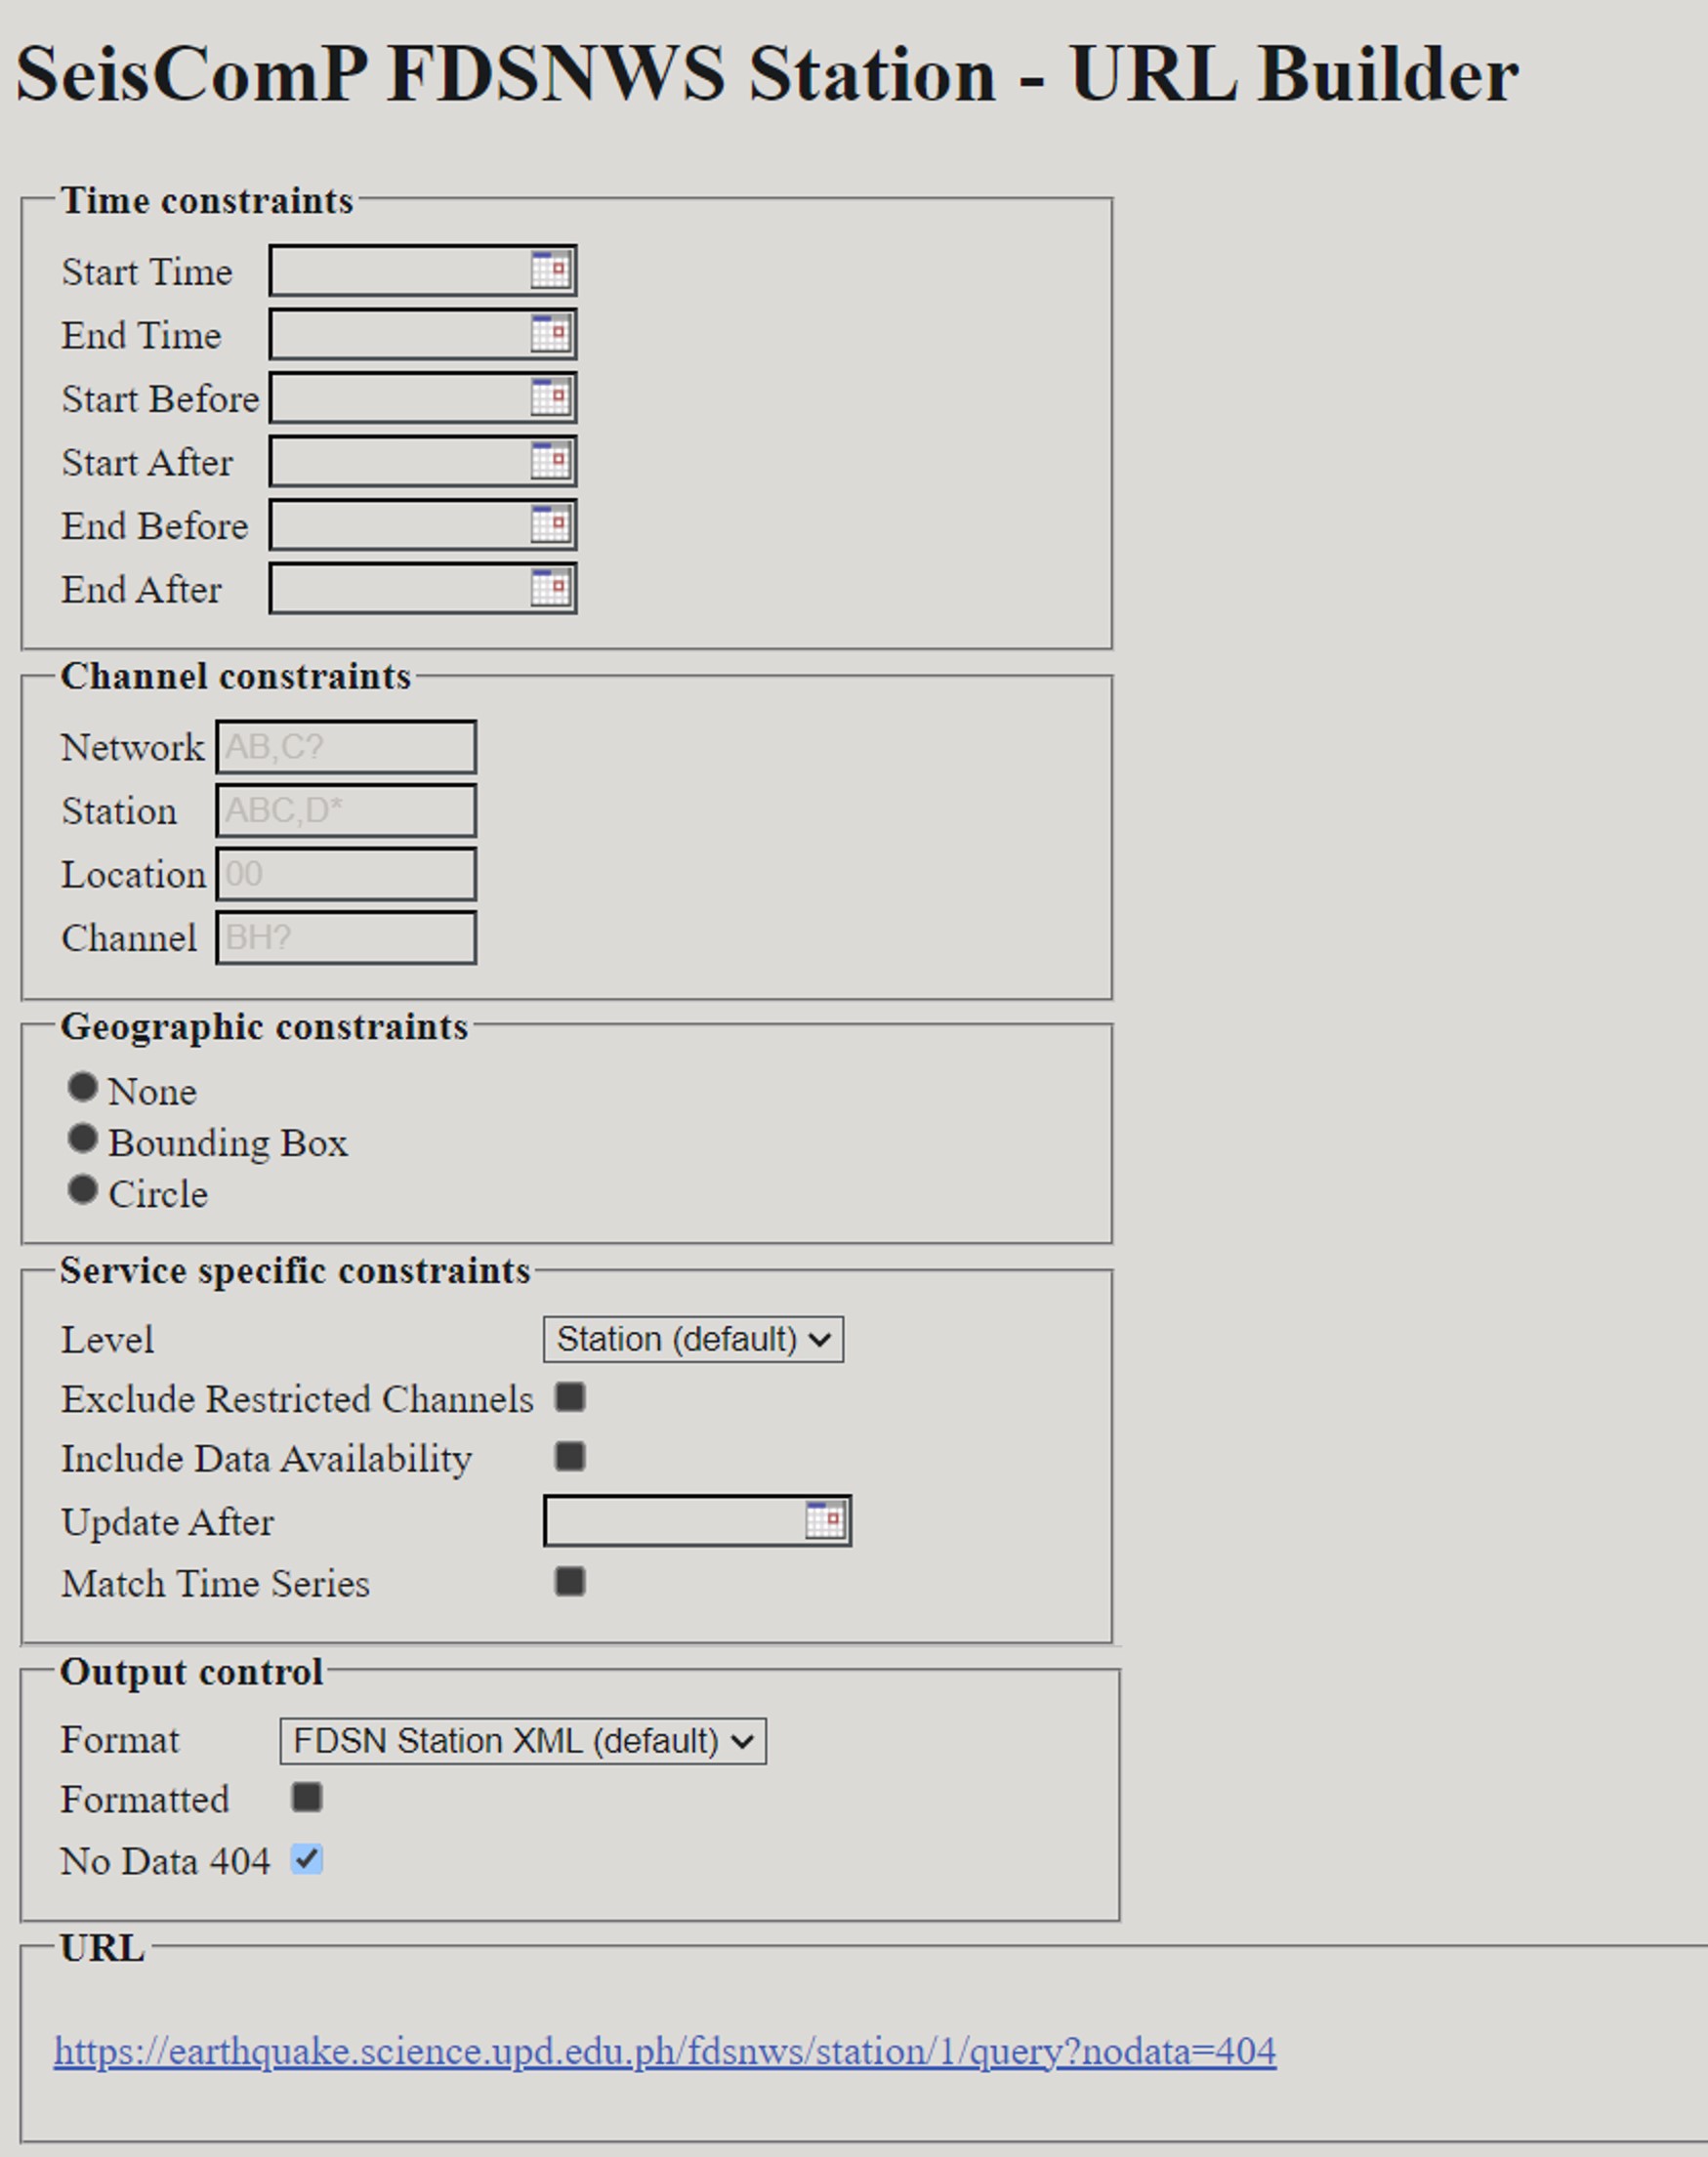 SeisComP FDSNWS Station - URL Builder
Time constraints
Start Time
End Time
Start Before
Start After
End Before
End After
Channel constraints
Network AB,C?
Station ABC,D*
Location 00
Channel BH?
Geographic constraints
None
Bounding Box
Circle
Service specific constraints
Level Station (default)
Exclude Restricted Channels
Include Data Availability
Update After
Match Time Series
Output control
Format FDSN Station XML (default)
Formatted
No Data 404
URL
https://earthquake.science.upd.edu.ph/fdsnws/station/1/query?nodata=404